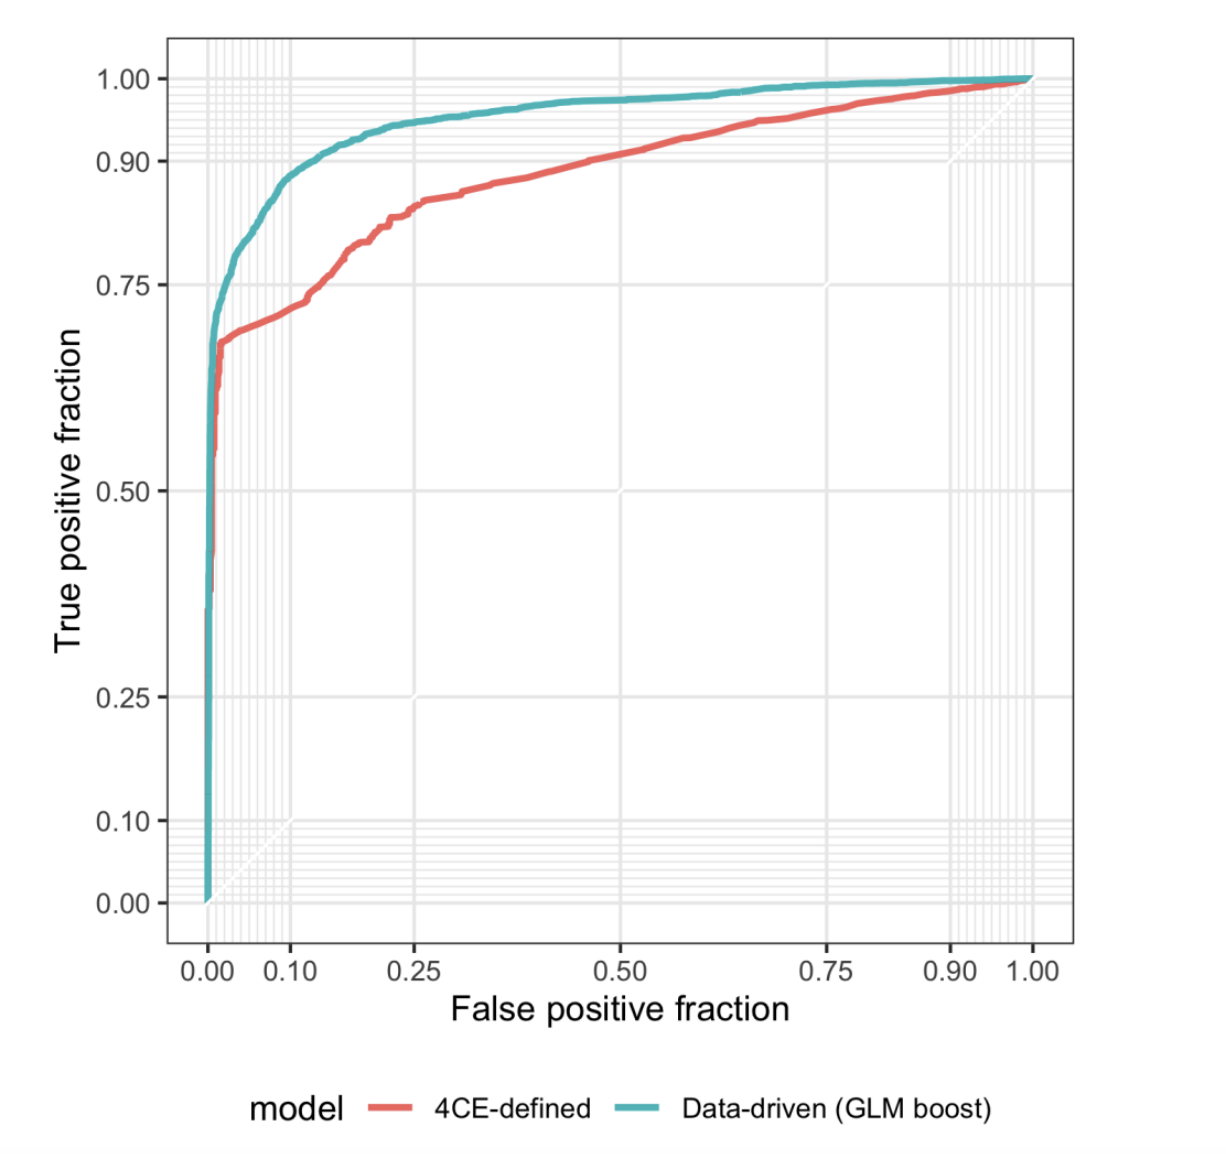 1.00
0.90
0.75
0.50
0.25
0.10
0.00
True positive fraction
0.00 0.10 0.25 0.50 0.75 0.90 1.00
False positive fraction
model 4CE-defined Data-driven (GLM boost)